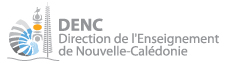 DENC
Direction de l'Enseignement
de Nouvelle-Calédonie